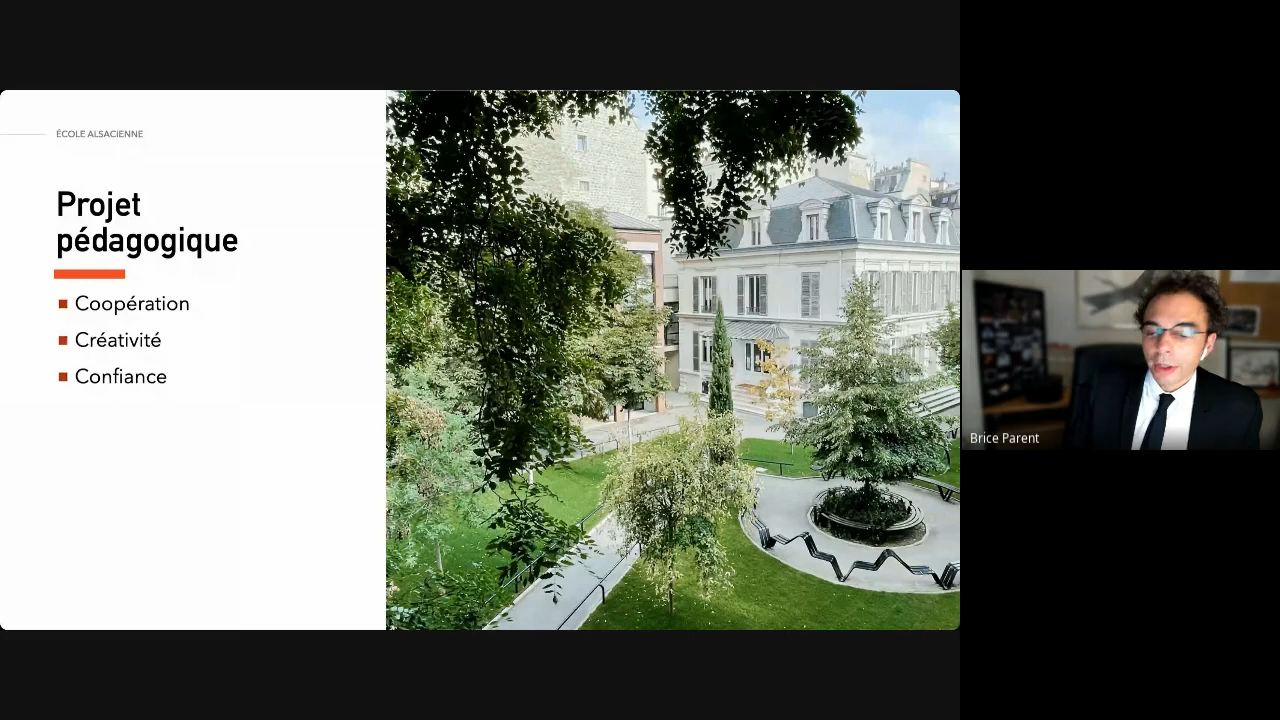 ÉCOLE ALSACIENNE
Projet
pédagogique
Coopération
Créativité
Confiance
Brice Parent